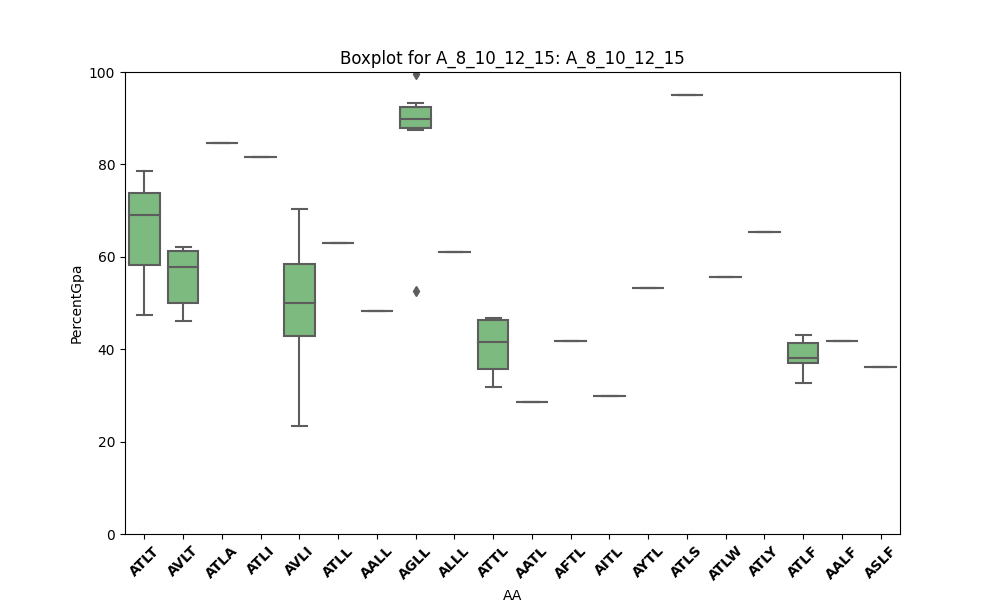 Boxplot for A_8_10_12_15: A_8_10_12_15
PercentGpa
100
80
60
40
20
0
ATLT AVLT ATLA ATLI AVLI ATLL AALL AGLL ALLL ATTL AATL AFTL AITL AYTL ATLS ATLW ATLY ATLF AALF ASLF
AA